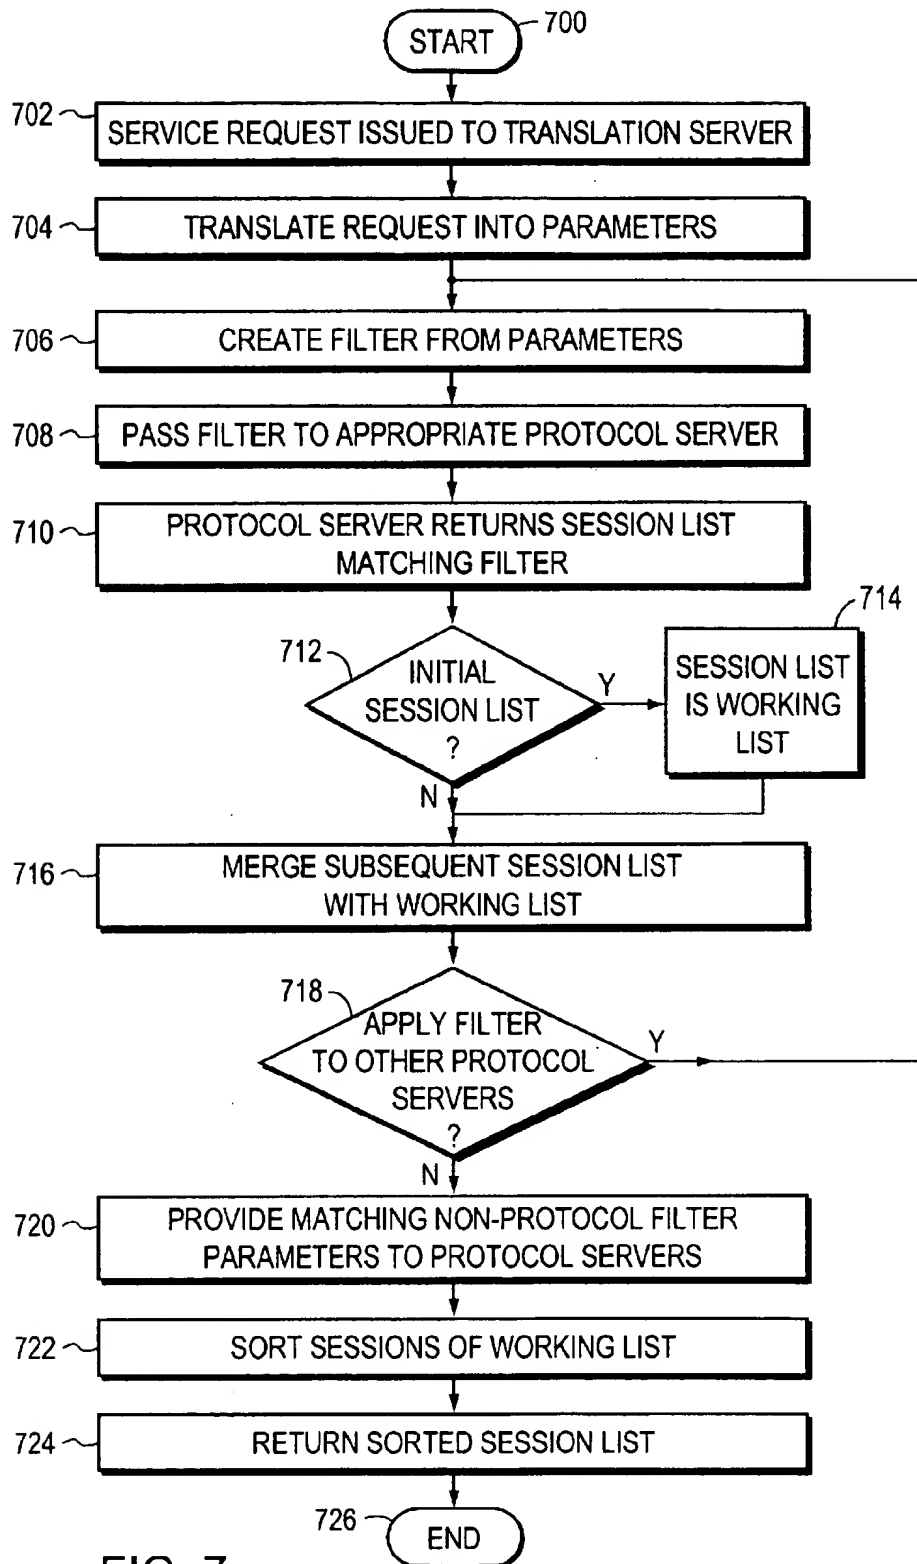 START
700
702
SERVICE REQUEST ISSUED TO TRANSLATION SERVER
704
TRANSLATE REQUEST INTO PARAMETERS
706
CREATE FILTER FROM PARAMETERS
708
PASS FILTER TO APPROPRIATE PROTOCOL SERVER
710
PROTOCOL SERVER RETURNS SESSION LIST
MATCHING FILTER
712
INITIAL
SESSION LIST
?
Y
714
SESSION LIST
IS WORKING
LIST
N
716
MERGE SUBSEQUENT SESSION LIST
WITH WORKING LIST
718
APPLY FILTER
TO OTHER PROTOCOL
SERVERS
?
Y
N
720
PROVIDE MATCHING NON-PROTOCOL FILTER
PARAMETERS TO PROTOCOL SERVERS
722
SORT SESSIONS OF WORKING LIST
724
RETURN SORTED SESSION LIST
726
END
FIG. 7